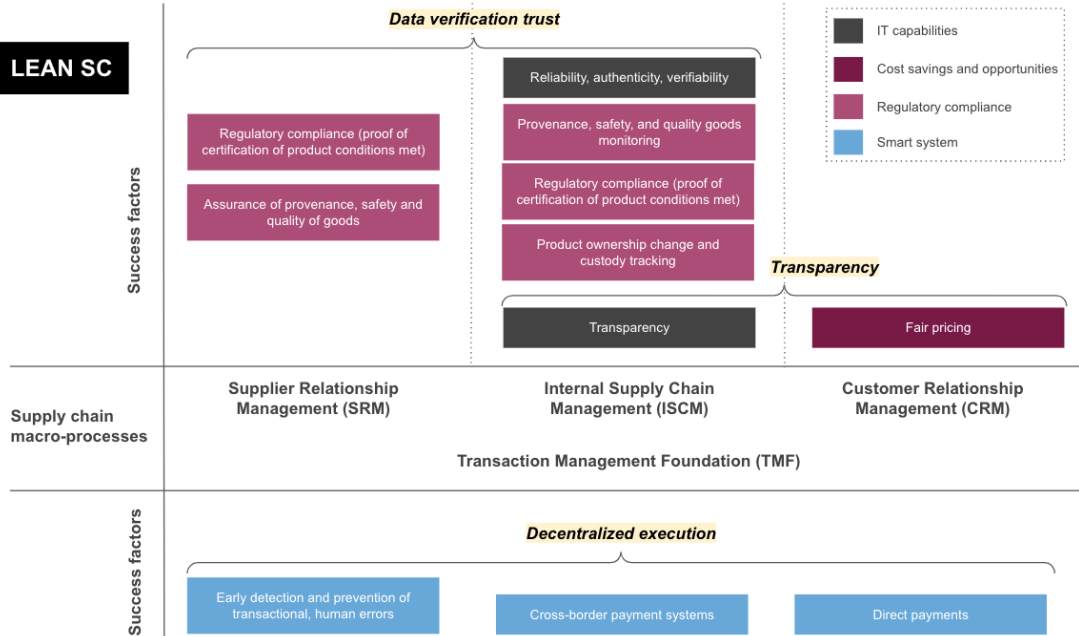 LEAN SC
Data verification trust
IT capabilities
Cost savings and opportunities
Regulatory compliance
Smart system
Success factors
Regulatory compliance (proof of
certification of product conditions met)
Assurance of provenance, safety and
quality of goods
Reliability, authenticity, verifiability
Provenance, safety, and quality goods
monitoring
Regulatory compliance (proof of
certification of product conditions met)
Product ownership change and
custody tracking
Transparency
Transparency
Fair pricing
Supply chain
macro-processes
Supplier Relationship
Management (SRM)
Internal Supply Chain
Management (ISCM)
Customer Relationship
Management (CRM)
Transaction Management Foundation (TMF)
Success factors
Decentralized execution
Early detection and prevention of
transactional, human errors
Cross-border payment systems
Direct payments